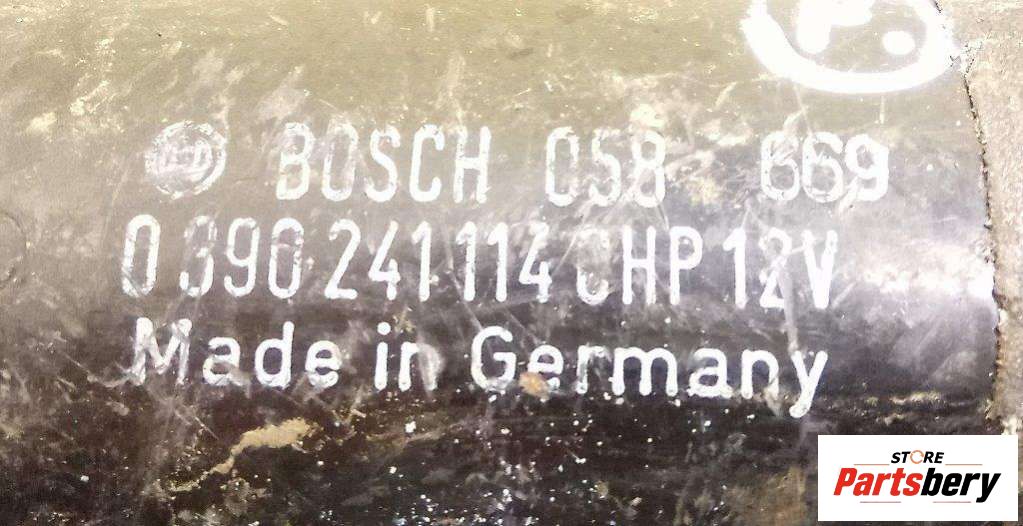 BOSCH 058 669
0 390 241 114 CHP 12V
Made in Germany
STORE
Partsbery